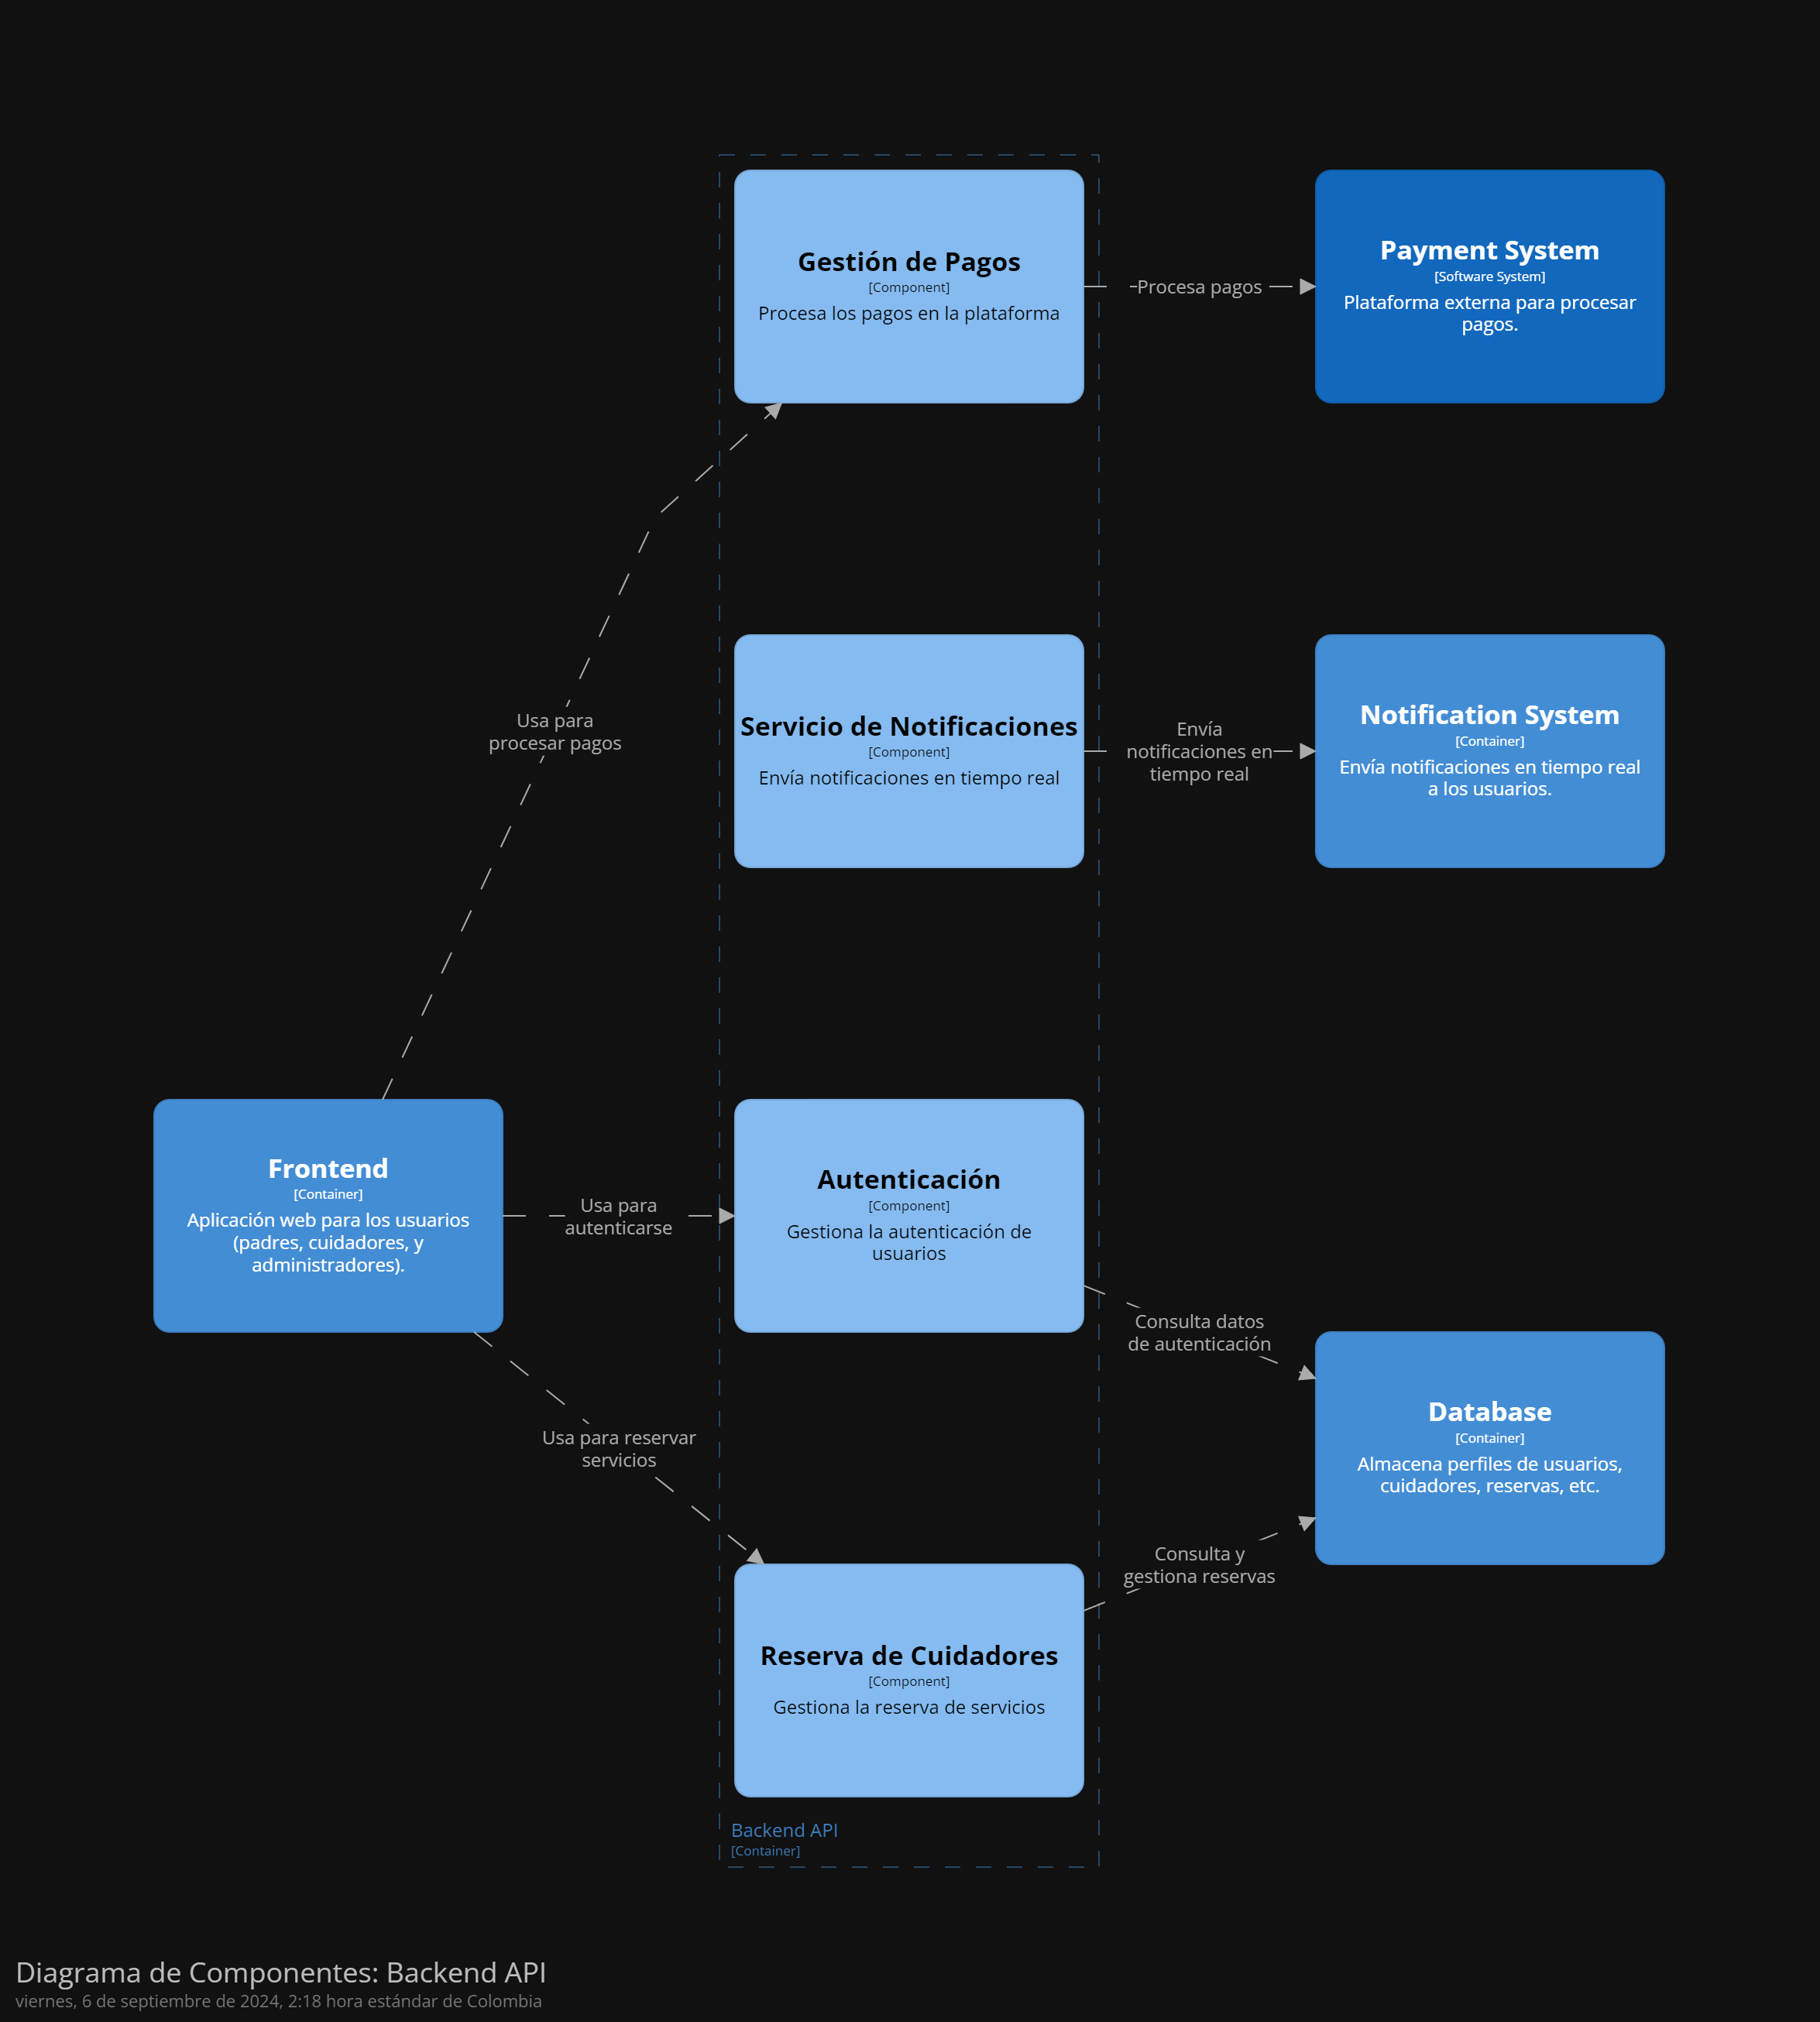 Gestión de Pagos
[Component]
Procesa los pagos en la plataforma
Procesa pagos
Payment System
[Software System]
Plataforma externa para procesar
pagos.
Usa para
procesar pagos
Servicio de Notificaciones
[Component]
Envía notificaciones en tiempo real
Envía
notificaciones en
tiempo real
Notification System
[Container]
Envía notificaciones en tiempo real
a los usuarios.
Frontend
[Container]
Aplicación web para los usuarios
(padres, cuidadores, y
administradores).
Usa para
autenticarse
Autenticación
[Component]
Gestiona la autenticación de
usuarios
Consulta datos
de autenticación
Database
[Container]
Almacena perfiles de usuarios,
cuidadores, reservas, etc.
Usa para reservar
servicios
Consulta y
gestiona reservas
Reserva de Cuidadores
[Component]
Gestiona la reserva de servicios
Backend API
[Container]
Diagrama de Componentes: Backend API
viernes, 6 de septiembre de 2024, 2:18 hora estándar de Colombia